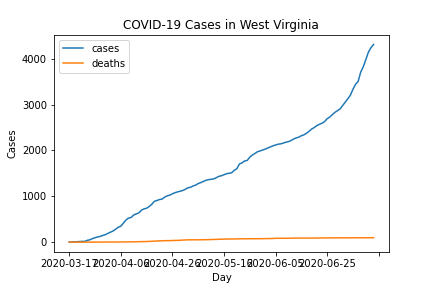 COVID-19 Cases in West Virginia
cases
deaths
4000
3000
2000
1000
0
Cases
2020-03-17 2020-04-06 2020-04-26 2020-05-16 2020-06-05 2020-06-25
Day